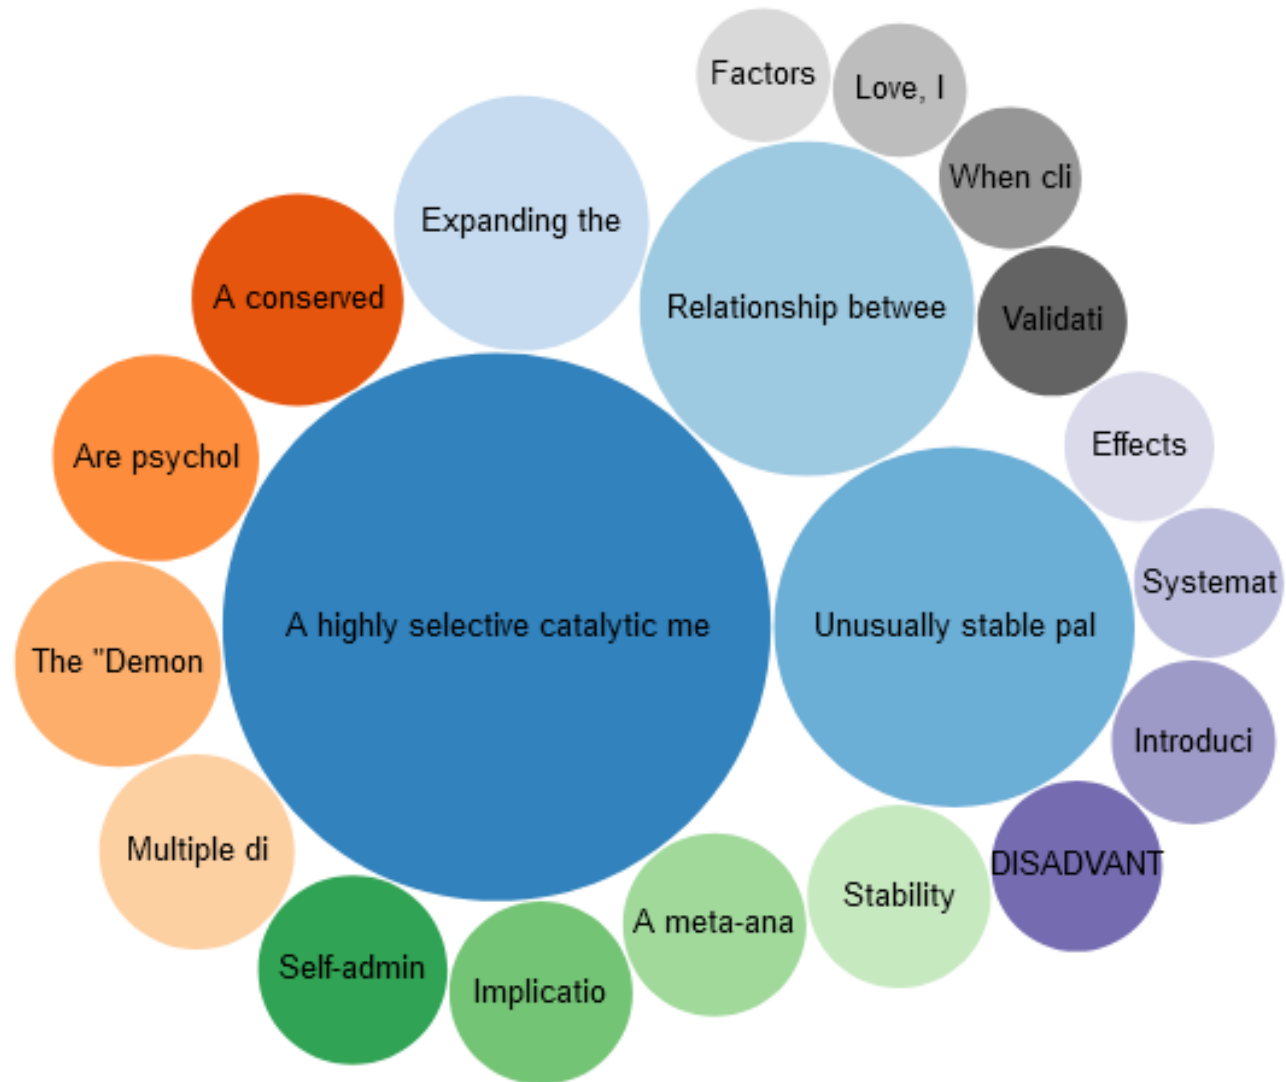 Factors
Love, I
When cli
Expanding the
A conserved
Relationship betwee
Validati
Are psychol
Effects
Systemat
A highly selective catalytic me
Unusually stable pal
The "Demon
Introduci
Multiple di
DISADVANT
Stability
A meta-ana
Self-admin
Implicatio